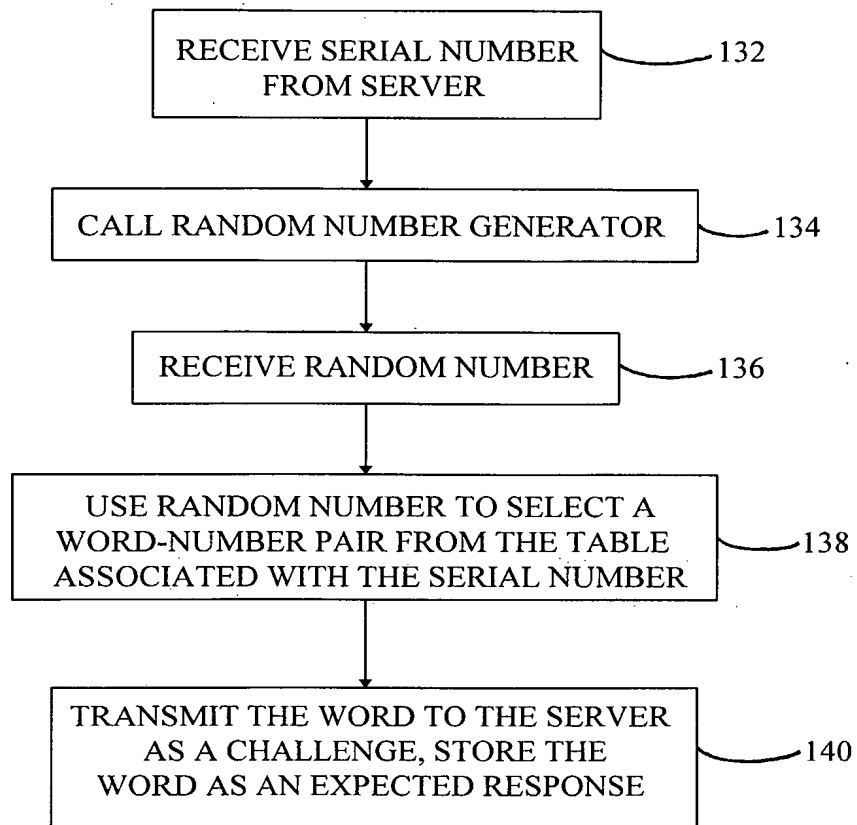 RECEIVE SERIAL NUMBER
FROM SERVER
132
CALL RANDOM NUMBER GENERATOR
134
RECEIVE RANDOM NUMBER
136
USE RANDOM NUMBER TO SELECT A
WORD-NUMBER PAIR FROM THE TABLE
ASSOCIATED WITH THE SERIAL NUMBER
138
TRANSMIT THE WORD TO THE SERVER
AS A CHALLENGE, STORE THE
WORD AS AN EXPECTED RESPONSE
140